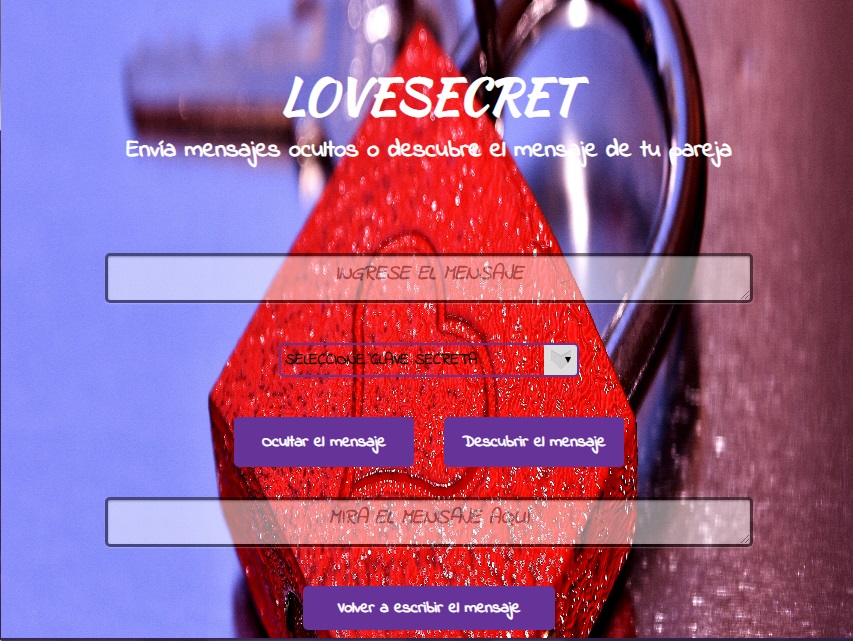 LOVESECRET
Envía mensajes ocultos o descubre el mensaje de tu pareja
INGRESE EL MENSAJE
SELECCIONE CLAVE SECRETA
Ocultar el mensaje
Descubrir el mensaje
MIRA EL MENSAJE AQUÍ
Volver a escribir el mensaje